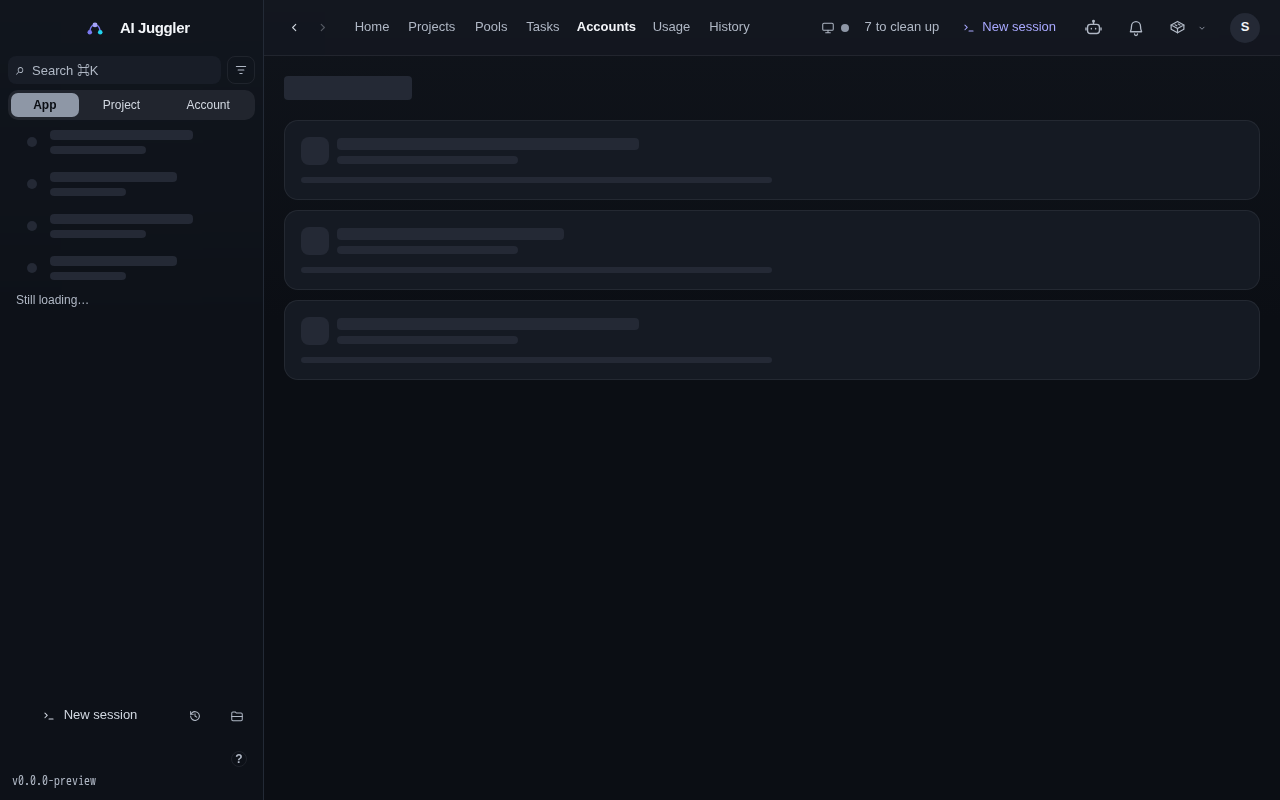 AI Juggler
Home Projects Pools Tasks Accounts Usage History
7 to clean up
New session
S
Search ⌘K
App Project Account
Still loading…
New session
?
v0.0.0-preview